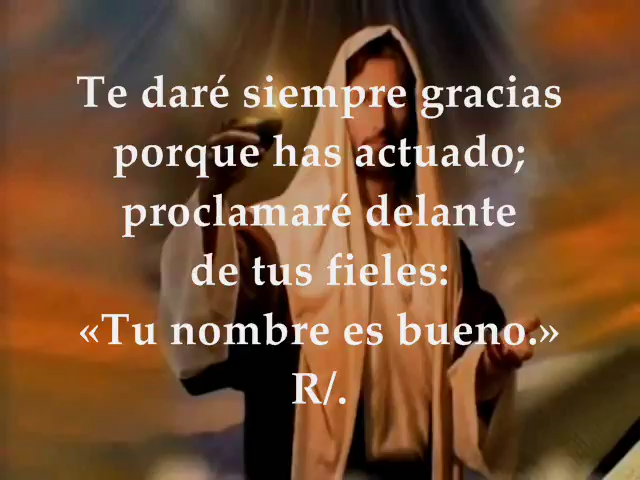 Te daré siempre gracias
porque has actuado;
proclamaré delante
de tus fieles:
«Tu nombre es bueno.»
R/.